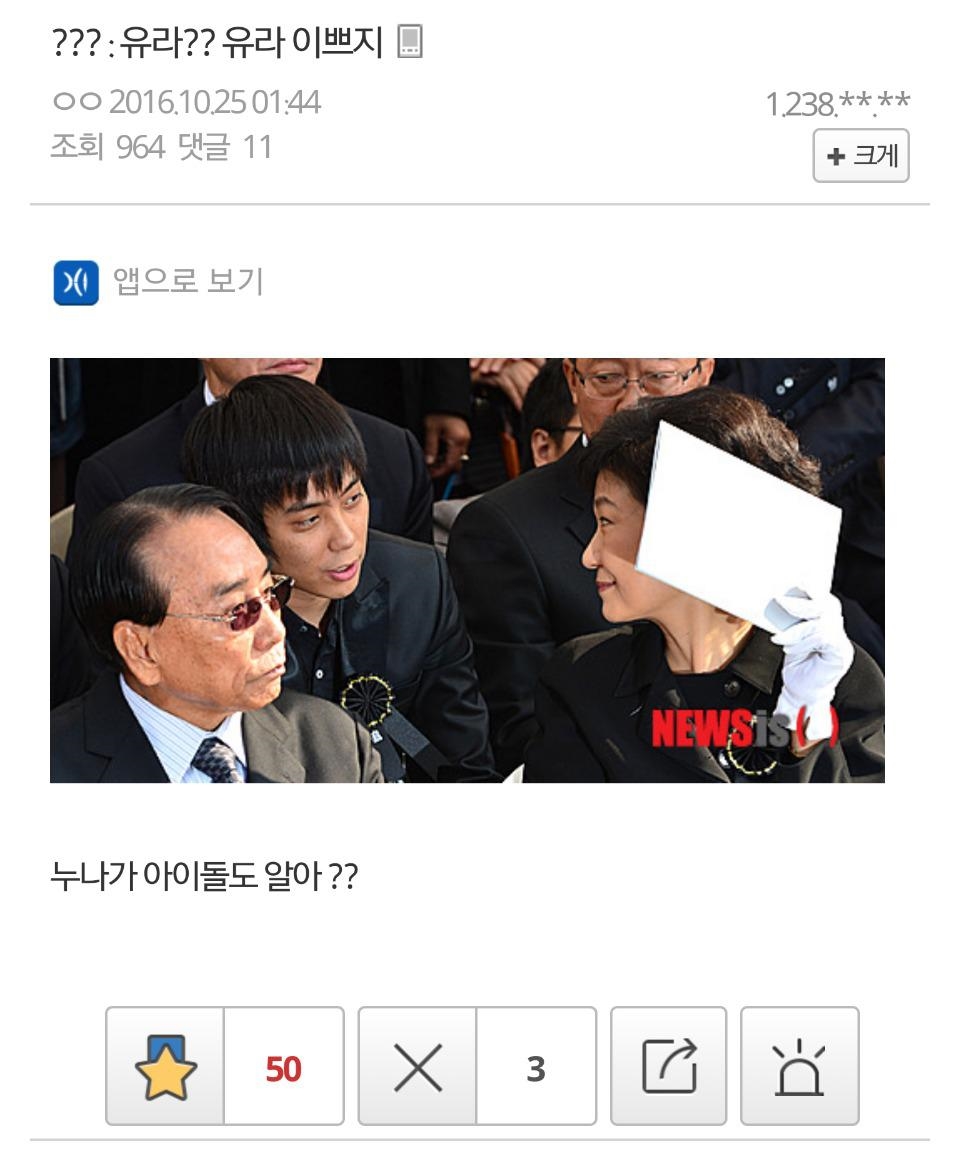 ??? : 유라?? 유라 이쁘지
ㅇㅇ 2016.10.25 01:44
1.238.**.**
조회 964 댓글 11
+ 크게
앱으로 보기
NEWSis( )
누나가 아이돌도 알아 ??
50
3